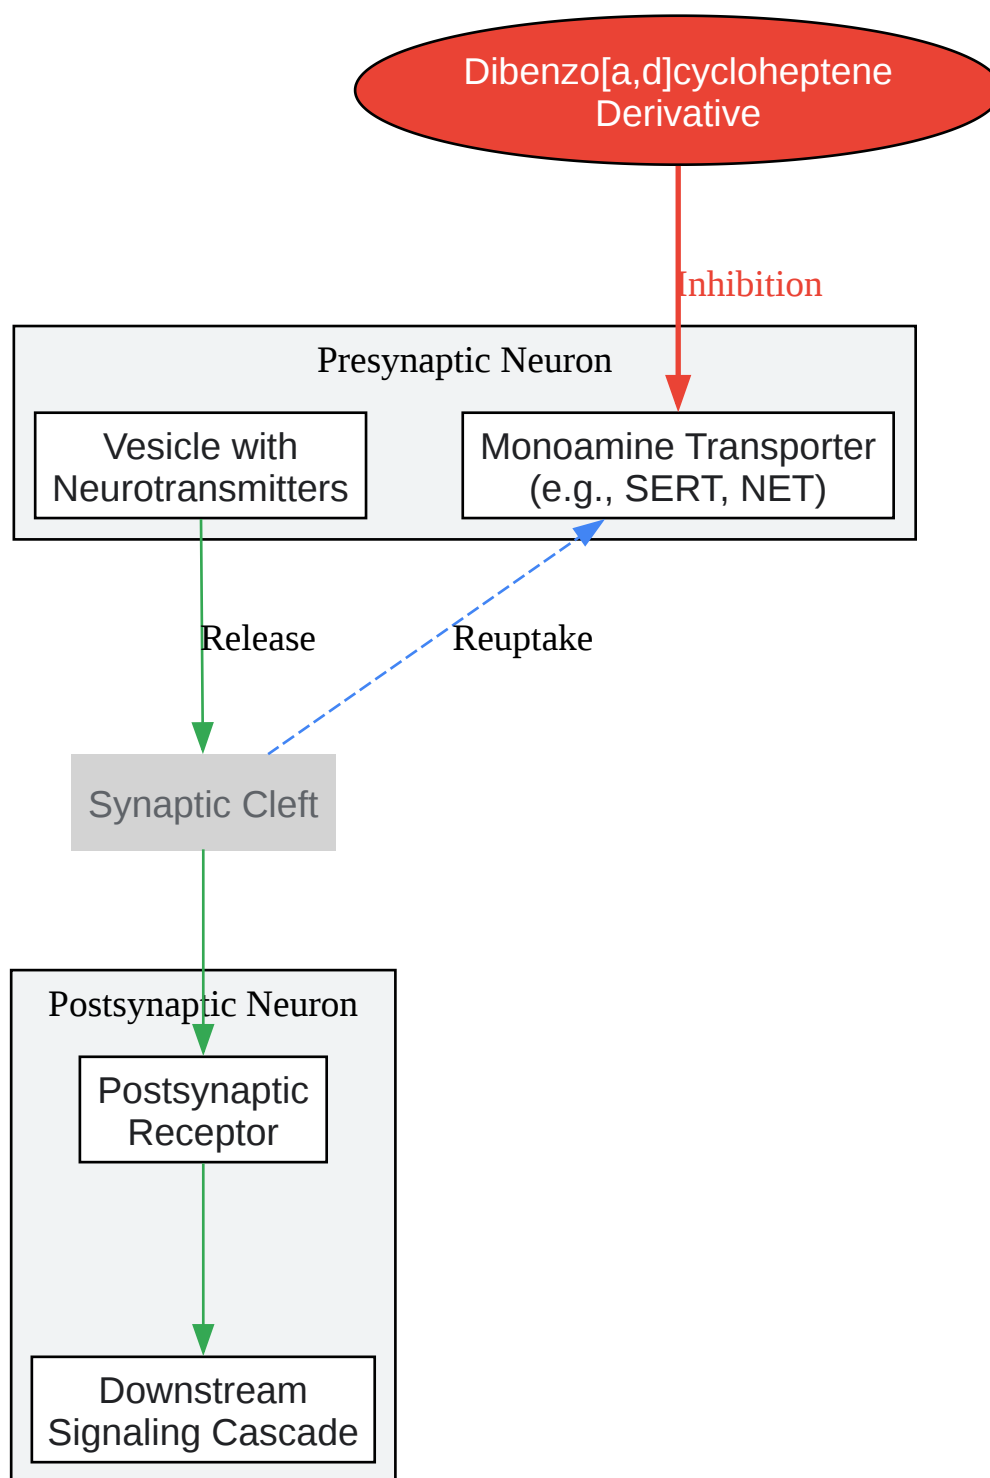 Dibenzo[a,d]cycloheptene
Derivative
Inhibition
Presynaptic Neuron
Vesicle with
Neurotransmitters
Monoamine Transporter
(e.g., SERT, NET)
Release
Reuptake
Synaptic Cleft
Postsynaptic Neuron
Postsynaptic
Receptor
Downstream
Signaling Cascade